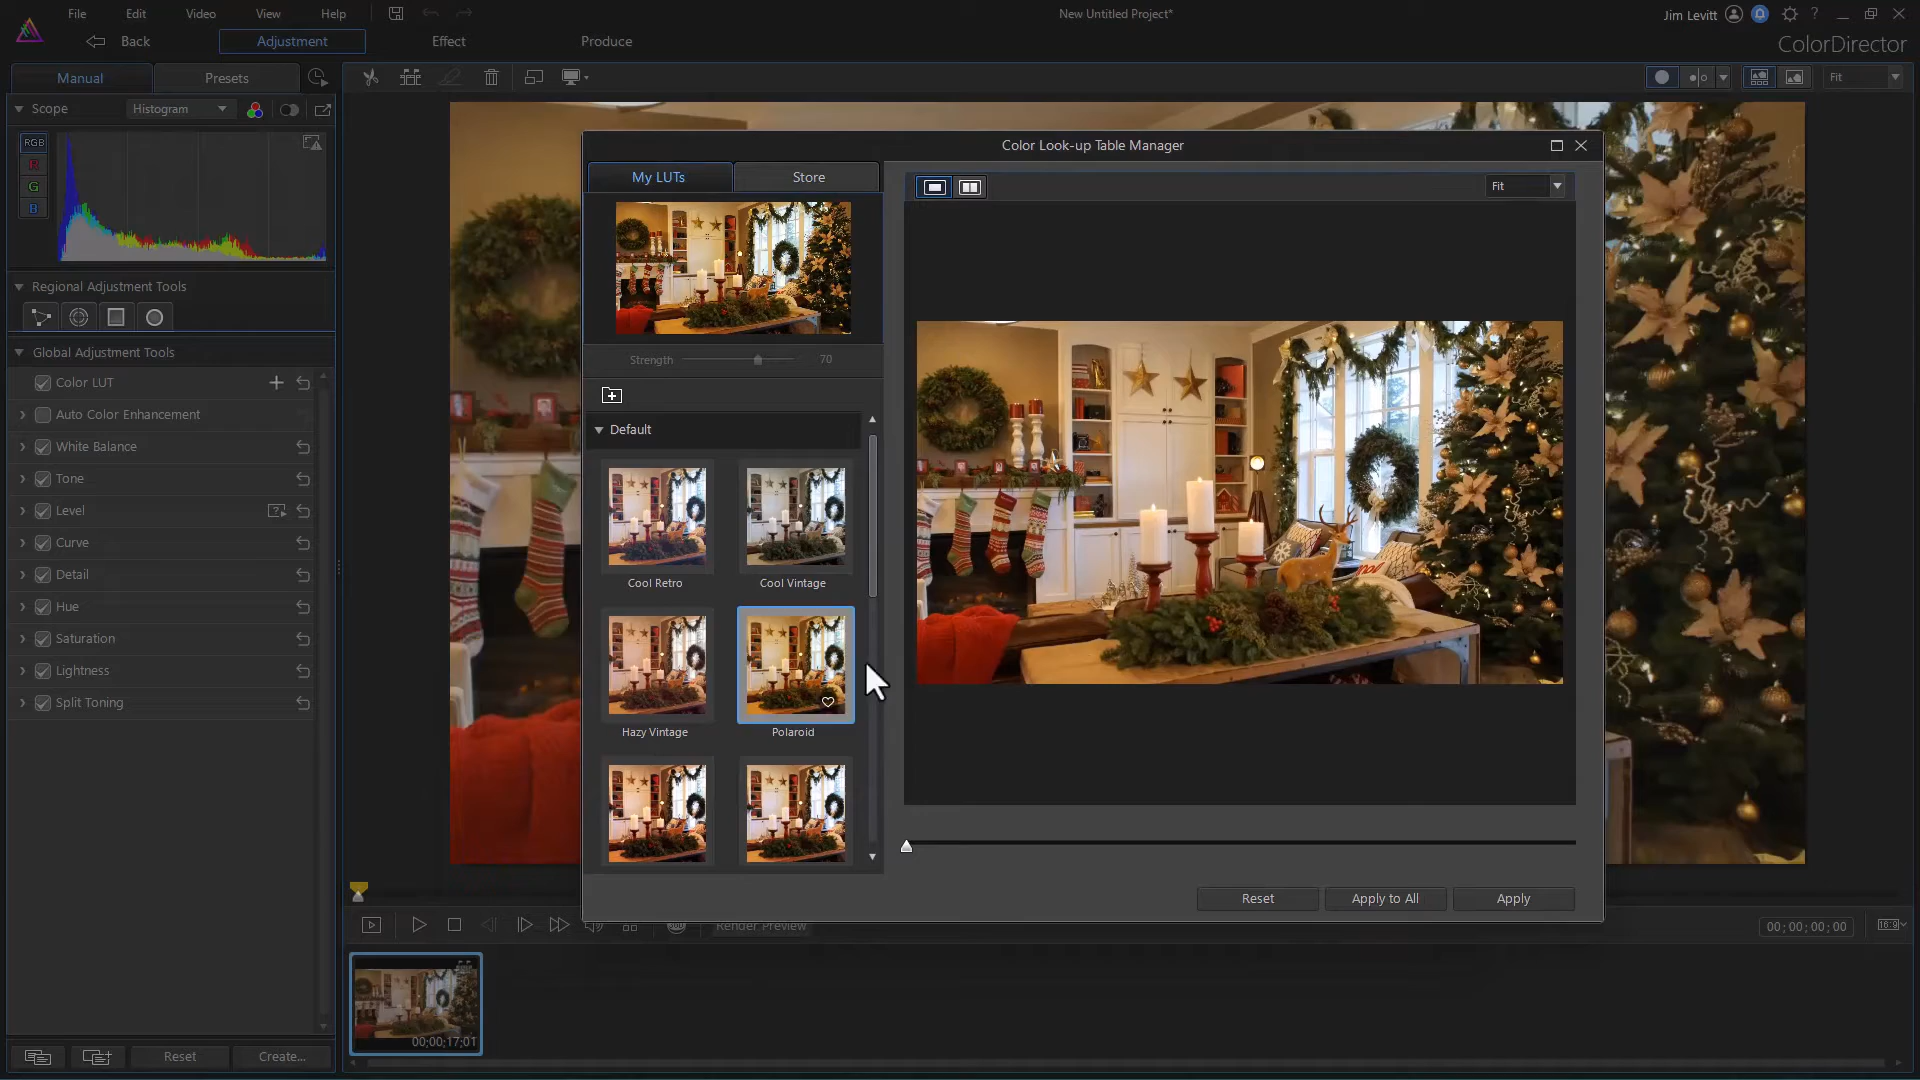 File Edit Video View Help
New Untitled Project*
Jim Levitt
?
Back Adjustment Effect Produce
ColorDirector
Manual Presets
Fit
Scope Histogram
RGB
R
G
B
Regional Adjustment Tools
Global Adjustment Tools
Color LUT
Auto Color Enhancement
White Balance
Tone
Level
Curve
Detail
Hue
Saturation
Lightness
Split Toning
Reset Create...
Color Look-up Table Manager
My LUTs Store
Fit
Strength 70
Default
Cool Retro Cool Vintage
Hazy Vintage Polaroid
Reset Apply to All Apply
Render Preview
00;00;00;00
16:9
00;00;17;01